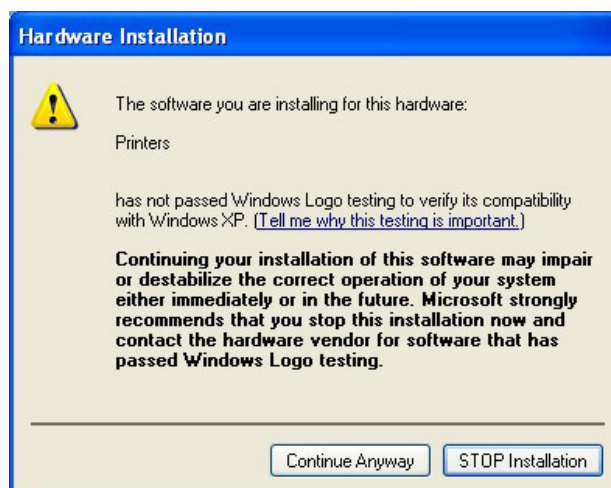 Hardware Installation
The software you are installing for this hardware:
Printers
has not passed Windows Logo testing to verify its compatibility
with Windows XP. (Tell me why this testing is important.)
Continuing your installation of this software may impair
or destabilize the correct operation of your system
either immediately or in the future. Microsoft strongly
recommends that you stop this installation now and
contact the hardware vendor for software that has
passed Windows Logo testing.
Continue Anyway
STOP Installation